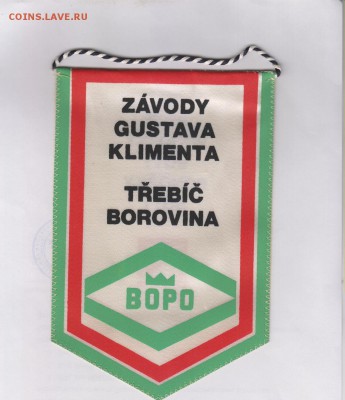 COINS.LAVE.RU
ZÁVODY
GUSTAVA
KLIMENTA
TŘEBÍČ
BOROVINA
BOPO